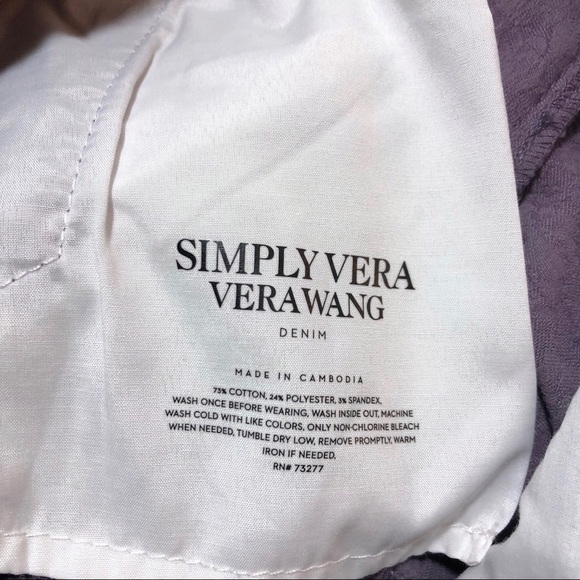 SIMPLY VERA
VERA WANG
DENIM
MADE IN CAMBODIA
73% COTTON, 24% POLYESTER, 3% SPANDEX,
WASH ONCE BEFORE WEARING, WASH INSIDE OUT, MACHINE
WASH COLD WITH LIKE COLORS, ONLY NON-CHLORINE BLEACH
WHEN NEEDED, TUMBLE DRY LOW, REMOVE PROMPTLY, WARM
IRON IF NEEDED.
RN# 73277